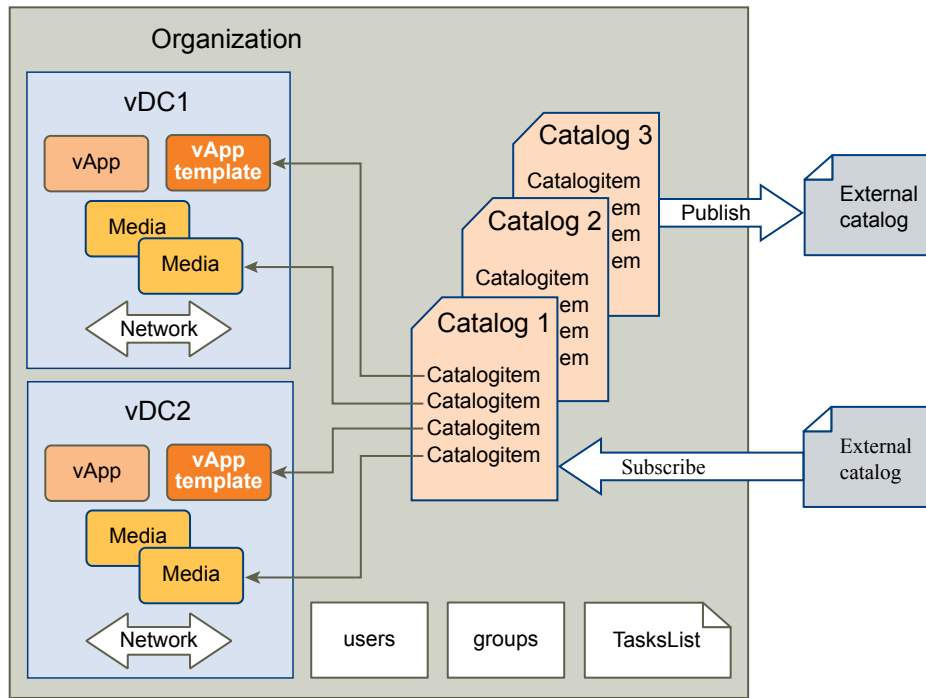 Organization
vDC1
vApp
vApp
template
Media
Media
Network
vDC2
vApp
vApp
template
Media
Media
Network
Catalog 3
Catalogitem
em
em
em
Catalog 2
Catalogitem
em
em
em
Catalog 1
Catalogitem
Catalogitem
Catalogitem
Catalogitem
Publish
External
catalog
Subscribe
External
catalog
users
groups
TasksList